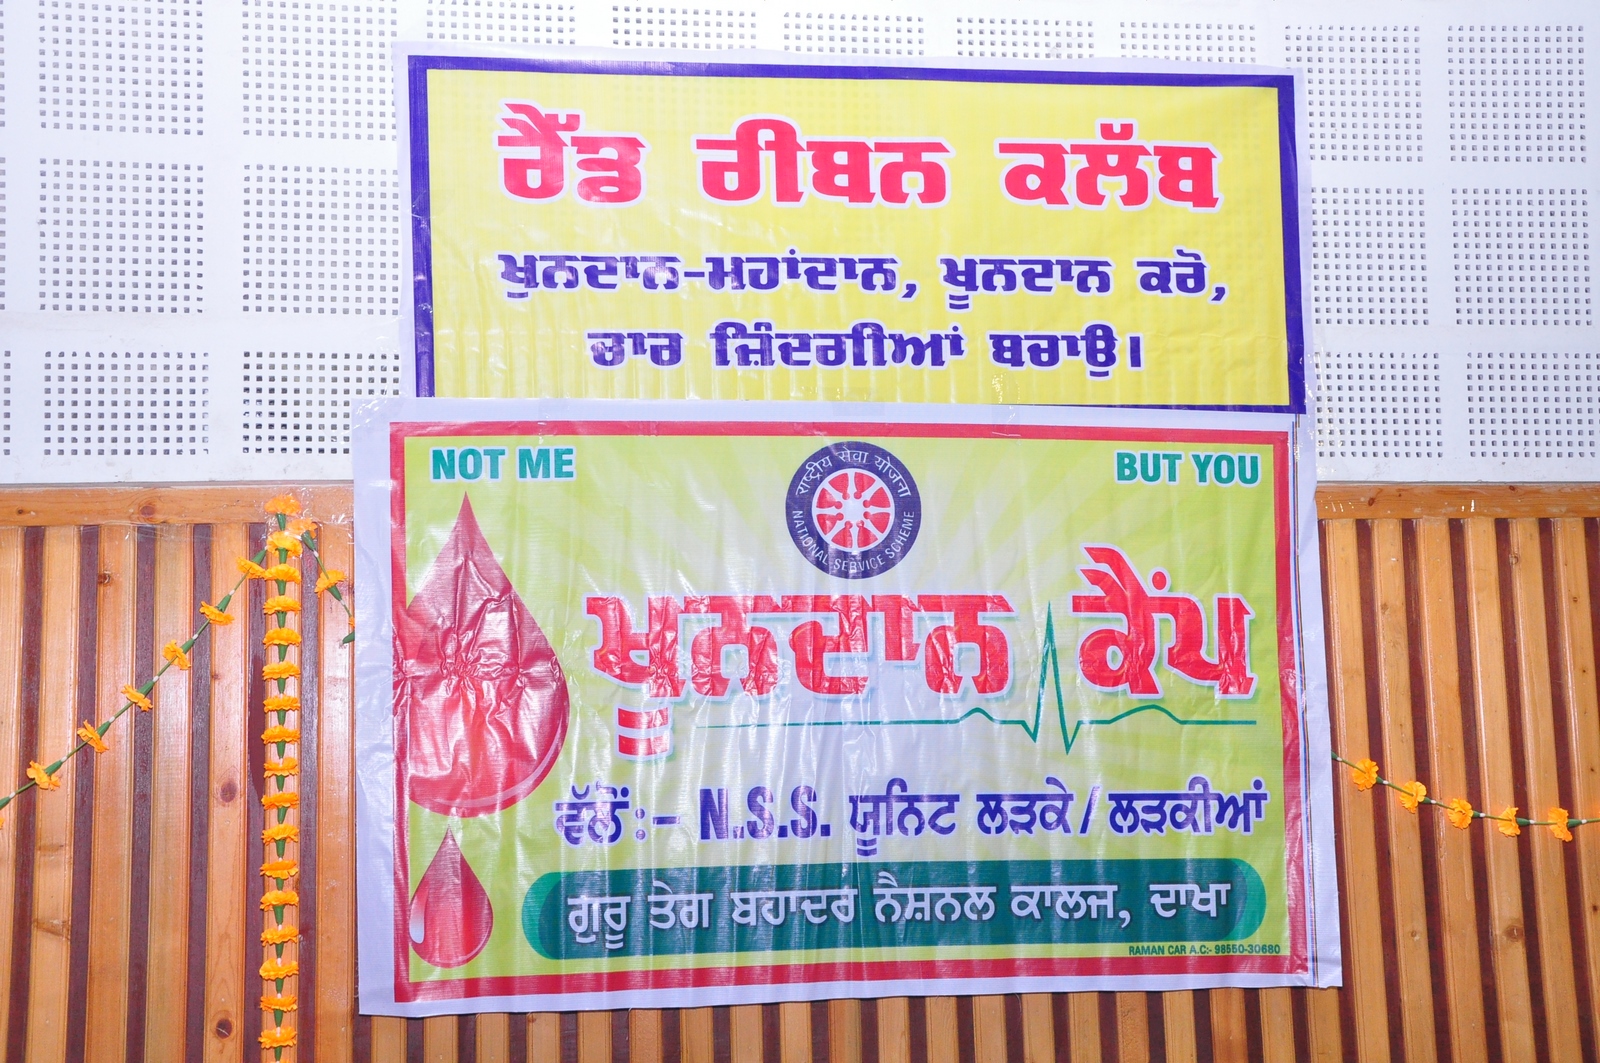 ਰੈੱਡ ਰੀਬਨ ਕਲੱਬ
ਖੁਨਦਾਨ-ਮਹਾਂਦਾਨ, ਖੂਨਦਾਨ ਕਰੋ,
ਚਾਰ ਜ਼ਿੰਦਗੀਆਂ ਬਚਾਉ।
NOT ME
BUT YOU
राष्ट्रीय सेवा योजना
NATIONAL SERVICE SCHEME
ਖੂਨਦਾਨ ਕੈਂਪ
ਵੱਲੋਂ :– N.S.S. ਯੂਨਿਟ ਲੜਕੇ / ਲੜਕੀਆਂ
ਗੁਰੂ ਤੇਗ ਬਹਾਦਰ ਨੈਸ਼ਨਲ ਕਾਲਜ, ਦਾਖਾ
RAMAN CAR A.C:- 98550-30680